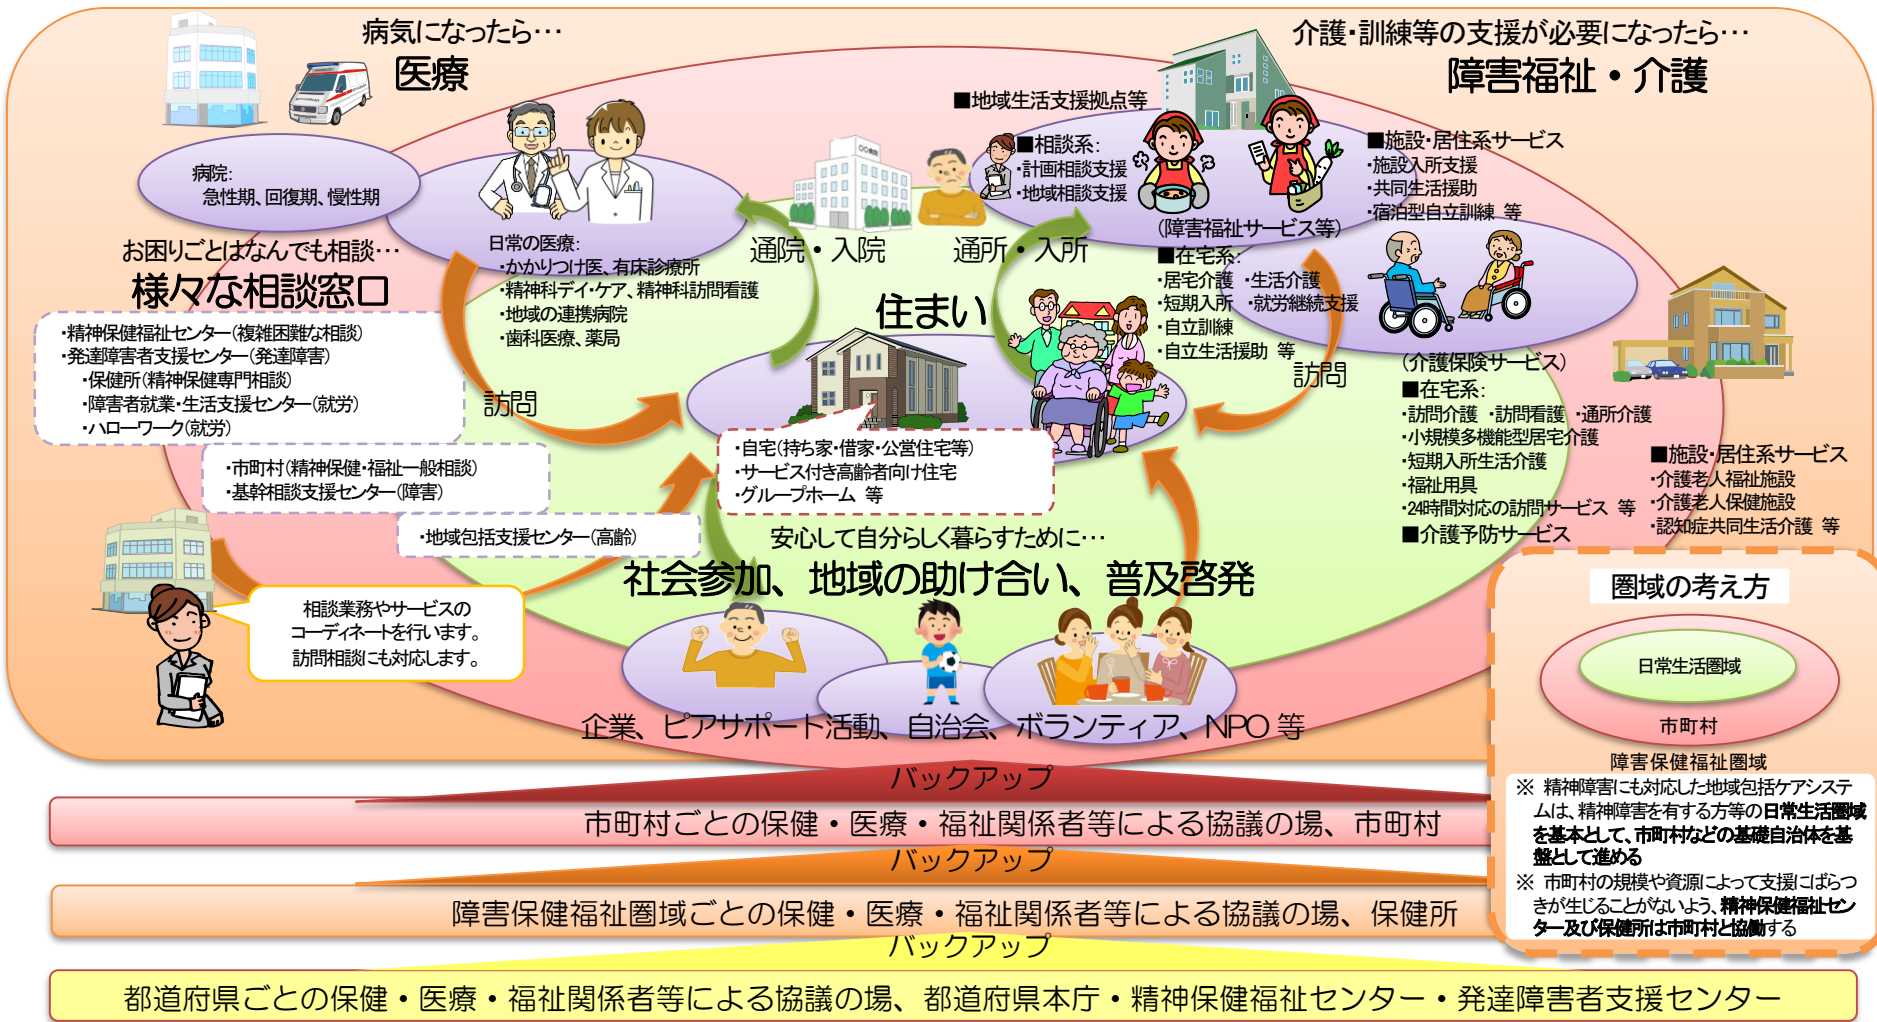 病気になったら…
医療
介護・訓練等の支援が必要になったら…
障害福祉・介護
病院：
急性期、回復期、慢性期
日常の医療：
・かかりつけ医、有床診療所
・精神科デイ・ケア、精神科訪問看護
・地域の連携病院
・歯科医療、薬局
○○病院
通院・入院
通所・入所
■地域生活支援拠点等
■相談系：
・計画相談支援
・地域相談支援
■施設・居住系サービス
・施設入所支援
・共同生活援助
・宿泊型自立訓練 等
(障害福祉サービス等)
■在宅系：
・居宅介護 ・生活介護
・短期入所 ・就労継続支援
・自立訓練
・自立生活援助 等
訪問
(介護保険サービス)
■在宅系：
・訪問介護 ・訪問看護 ・通所介護
・小規模多機能型居宅介護
・短期入所生活介護
・福祉用具
・24時間対応の訪問サービス 等
■介護予防サービス
■施設・居住系サービス
・介護老人福祉施設
・介護老人保健施設
・認知症共同生活介護 等
お困りごとはなんでも相談…
様々な相談窓口
・精神保健福祉センター(複雑困難な相談)
・発達障害者支援センター(発達障害)
・保健所(精神保健専門相談)
・障害者就業・生活支援センター(就労)
・ハローワーク(就労)
・市町村(精神保健・福祉一般相談)
・基幹相談支援センター(障害)
・地域包括支援センター(高齢)
訪問
住まい
・自宅(持ち家・借家・公営住宅等)
・サービス付き高齢者向け住宅
・グループホーム 等
相談業務やサービスの
コーディネートを行います。
訪問相談にも対応します。
安心して自分らしく暮らすために…
社会参加、地域の助け合い、普及啓発
企業、ピアサポート活動、自治会、ボランティア、NPO 等
圏域の考え方
日常生活圏域
市町村
障害保健福祉圏域
※ 精神障害にも対応した地域包括ケアシステ
ムは、精神障害を有する方等の日常生活圏域
を基本として、市町村などの基礎自治体を基
盤として進める
※ 市町村の規模や資源によって支援にばらつ
きが生じることがないよう、精神保健福祉セン
ター及び保健所は市町村と協働する
バックアップ
市町村ごとの保健・医療・福祉関係者等による協議の場、市町村
バックアップ
障害保健福祉圏域ごとの保健・医療・福祉関係者等による協議の場、保健所
バックアップ
都道府県ごとの保健・医療・福祉関係者等による協議の場、都道府県本庁・精神保健福祉センター・発達障害者支援センター